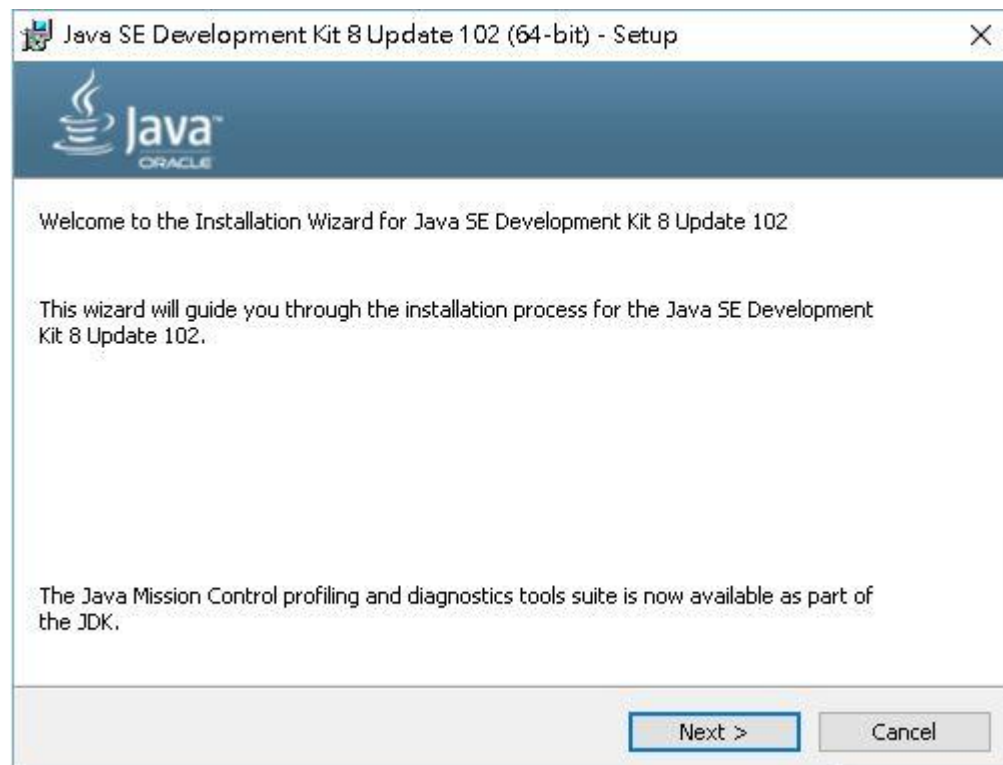 Java SE Development Kit 8 Update 102 (64-bit) - Setup
Java™
ORACLE
Welcome to the Installation Wizard for Java SE Development Kit 8 Update 102
This wizard will guide you through the installation process for the Java SE Development
Kit 8 Update 102.
The Java Mission Control profiling and diagnostics tools suite is now available as part of
the JDK.
Next > Cancel